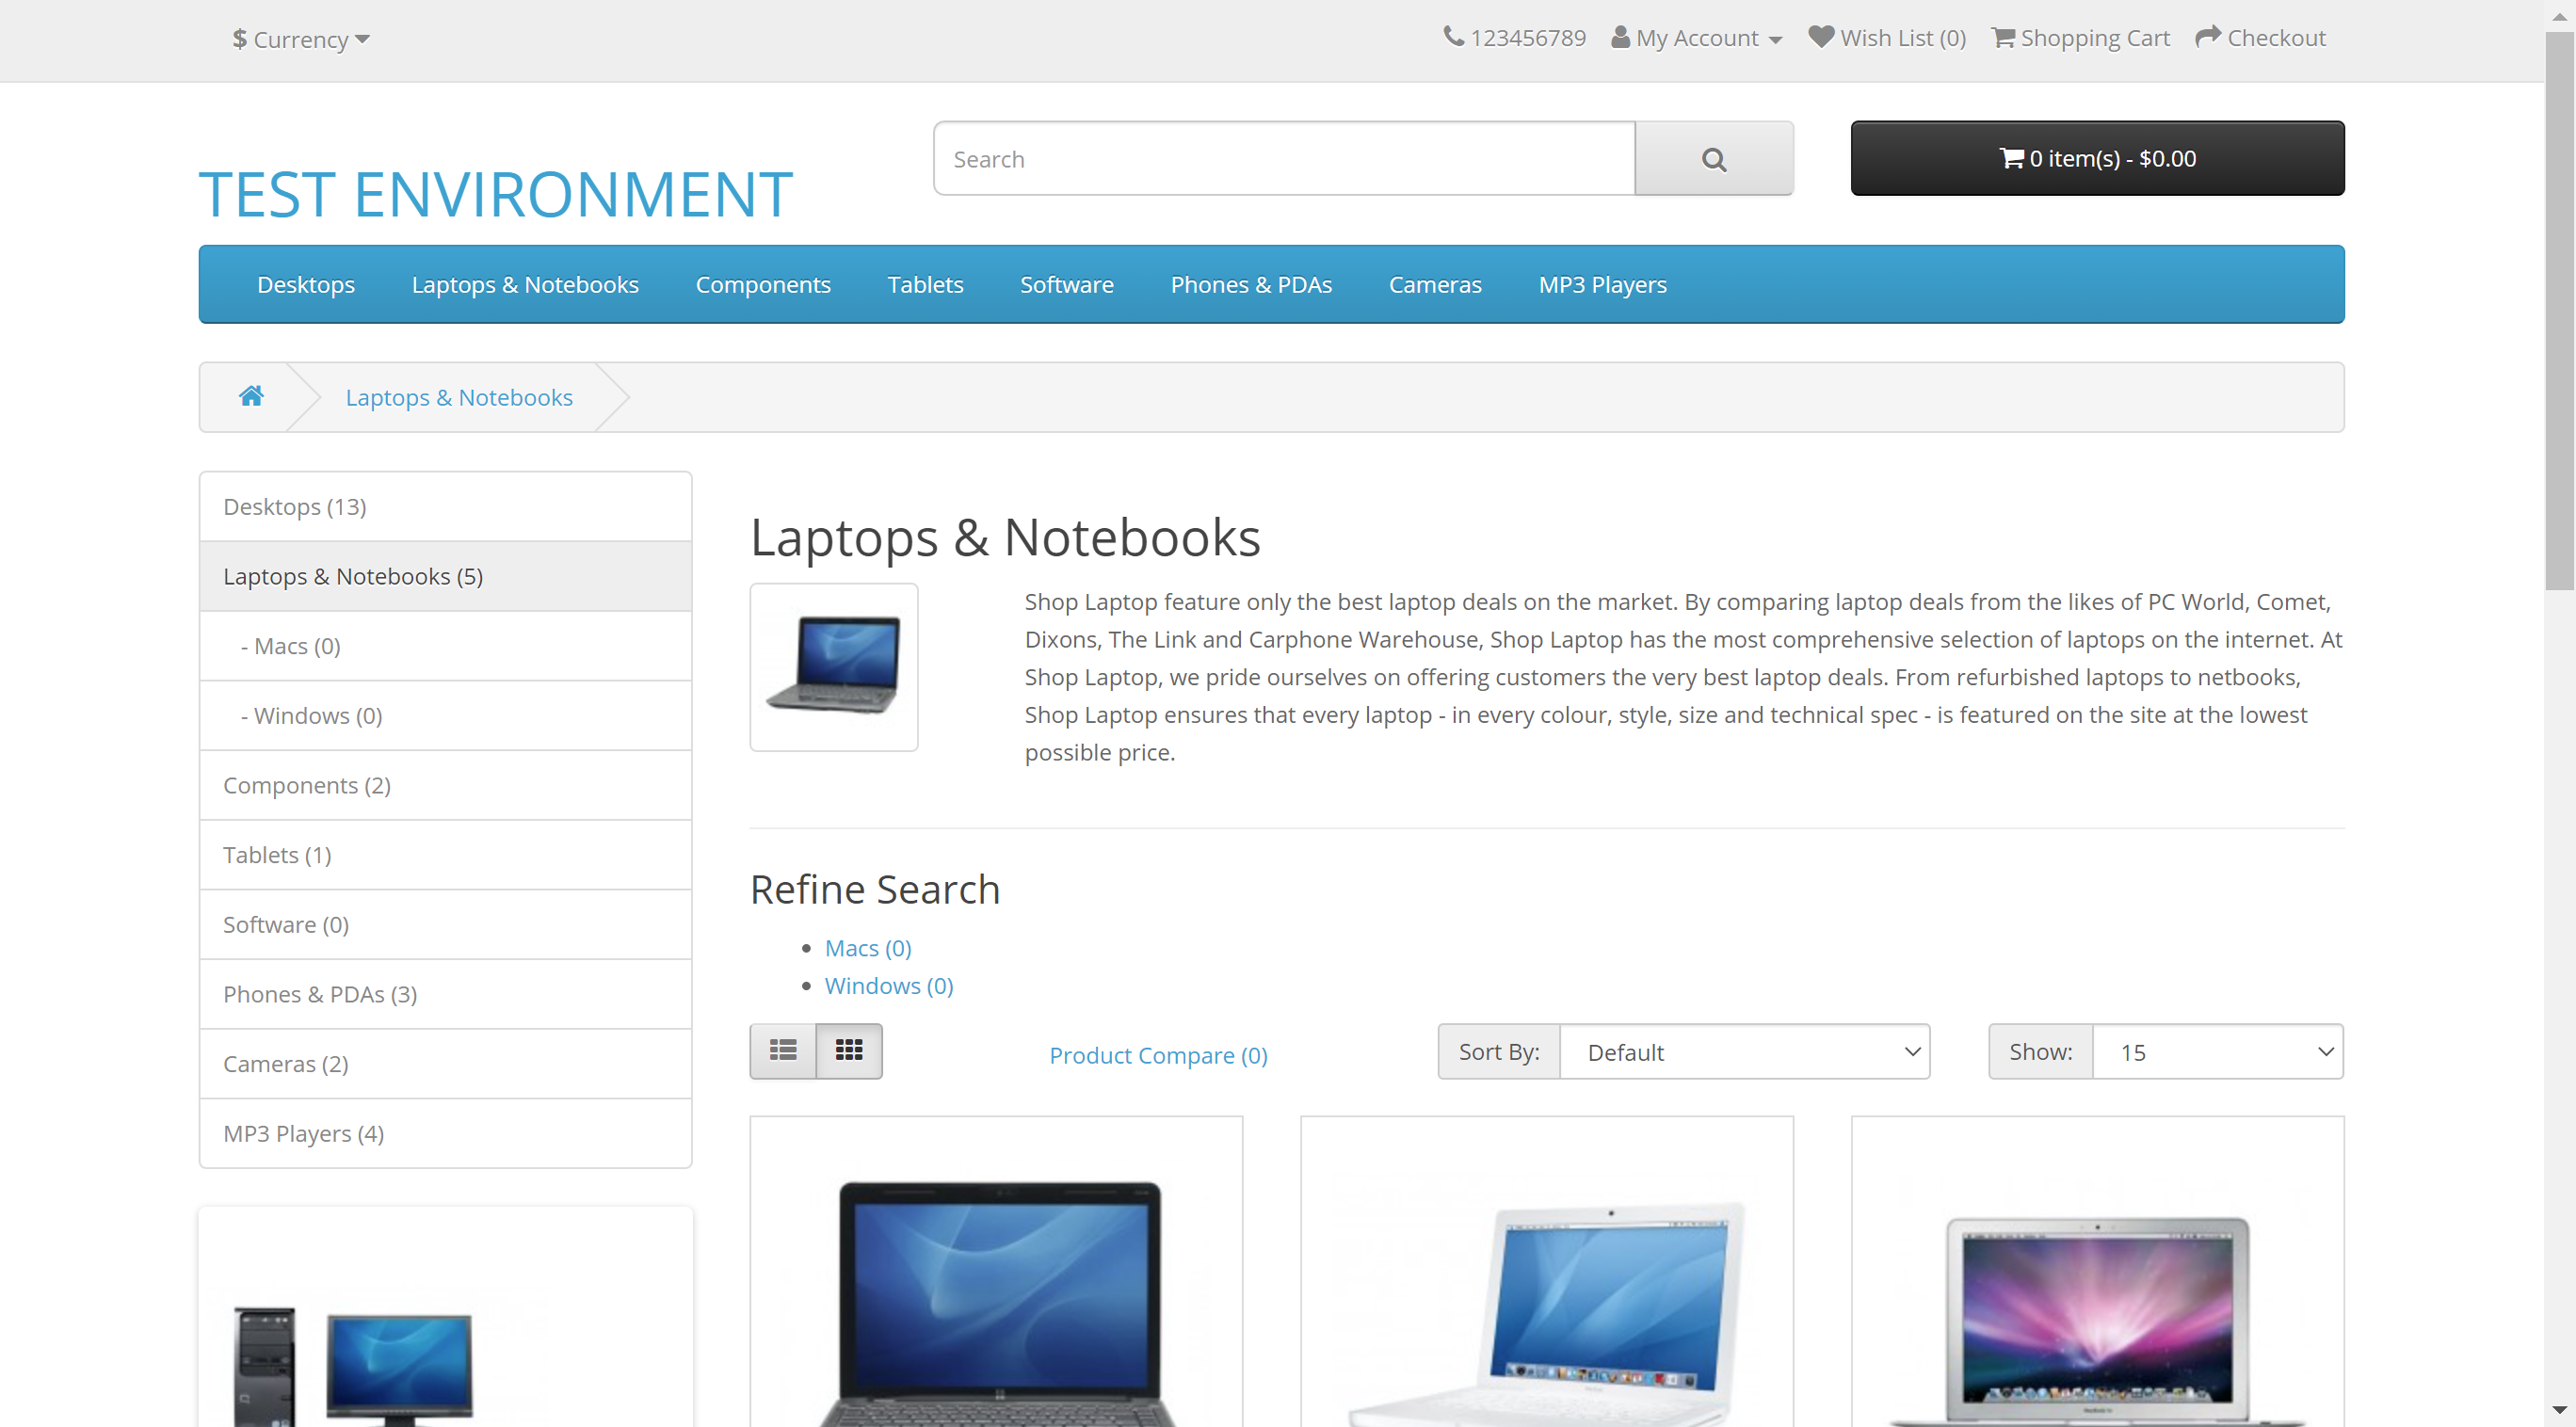 $ Currency
123456789 My Account Wish List (0) Shopping Cart Checkout
TEST ENVIRONMENT
Search
0 item(s) - $0.00
Desktops Laptops & Notebooks Components Tablets Software Phones & PDAs Cameras MP3 Players
Laptops & Notebooks
Desktops (13)
Laptops & Notebooks (5)
- Macs (0)
- Windows (0)
Components (2)
Tablets (1)
Software (0)
Phones & PDAs (3)
Cameras (2)
MP3 Players (4)
Laptops & Notebooks
Shop Laptop feature only the best laptop deals on the market. By comparing laptop deals from the likes of PC World, Comet,
Dixons, The Link and Carphone Warehouse, Shop Laptop has the most comprehensive selection of laptops on the internet. At
Shop Laptop, we pride ourselves on offering customers the very best laptop deals. From refurbished laptops to netbooks,
Shop Laptop ensures that every laptop - in every colour, style, size and technical spec - is featured on the site at the lowest
possible price.
Refine Search
Macs (0)
Windows (0)
Product Compare (0)
Sort By: Default
Show: 15